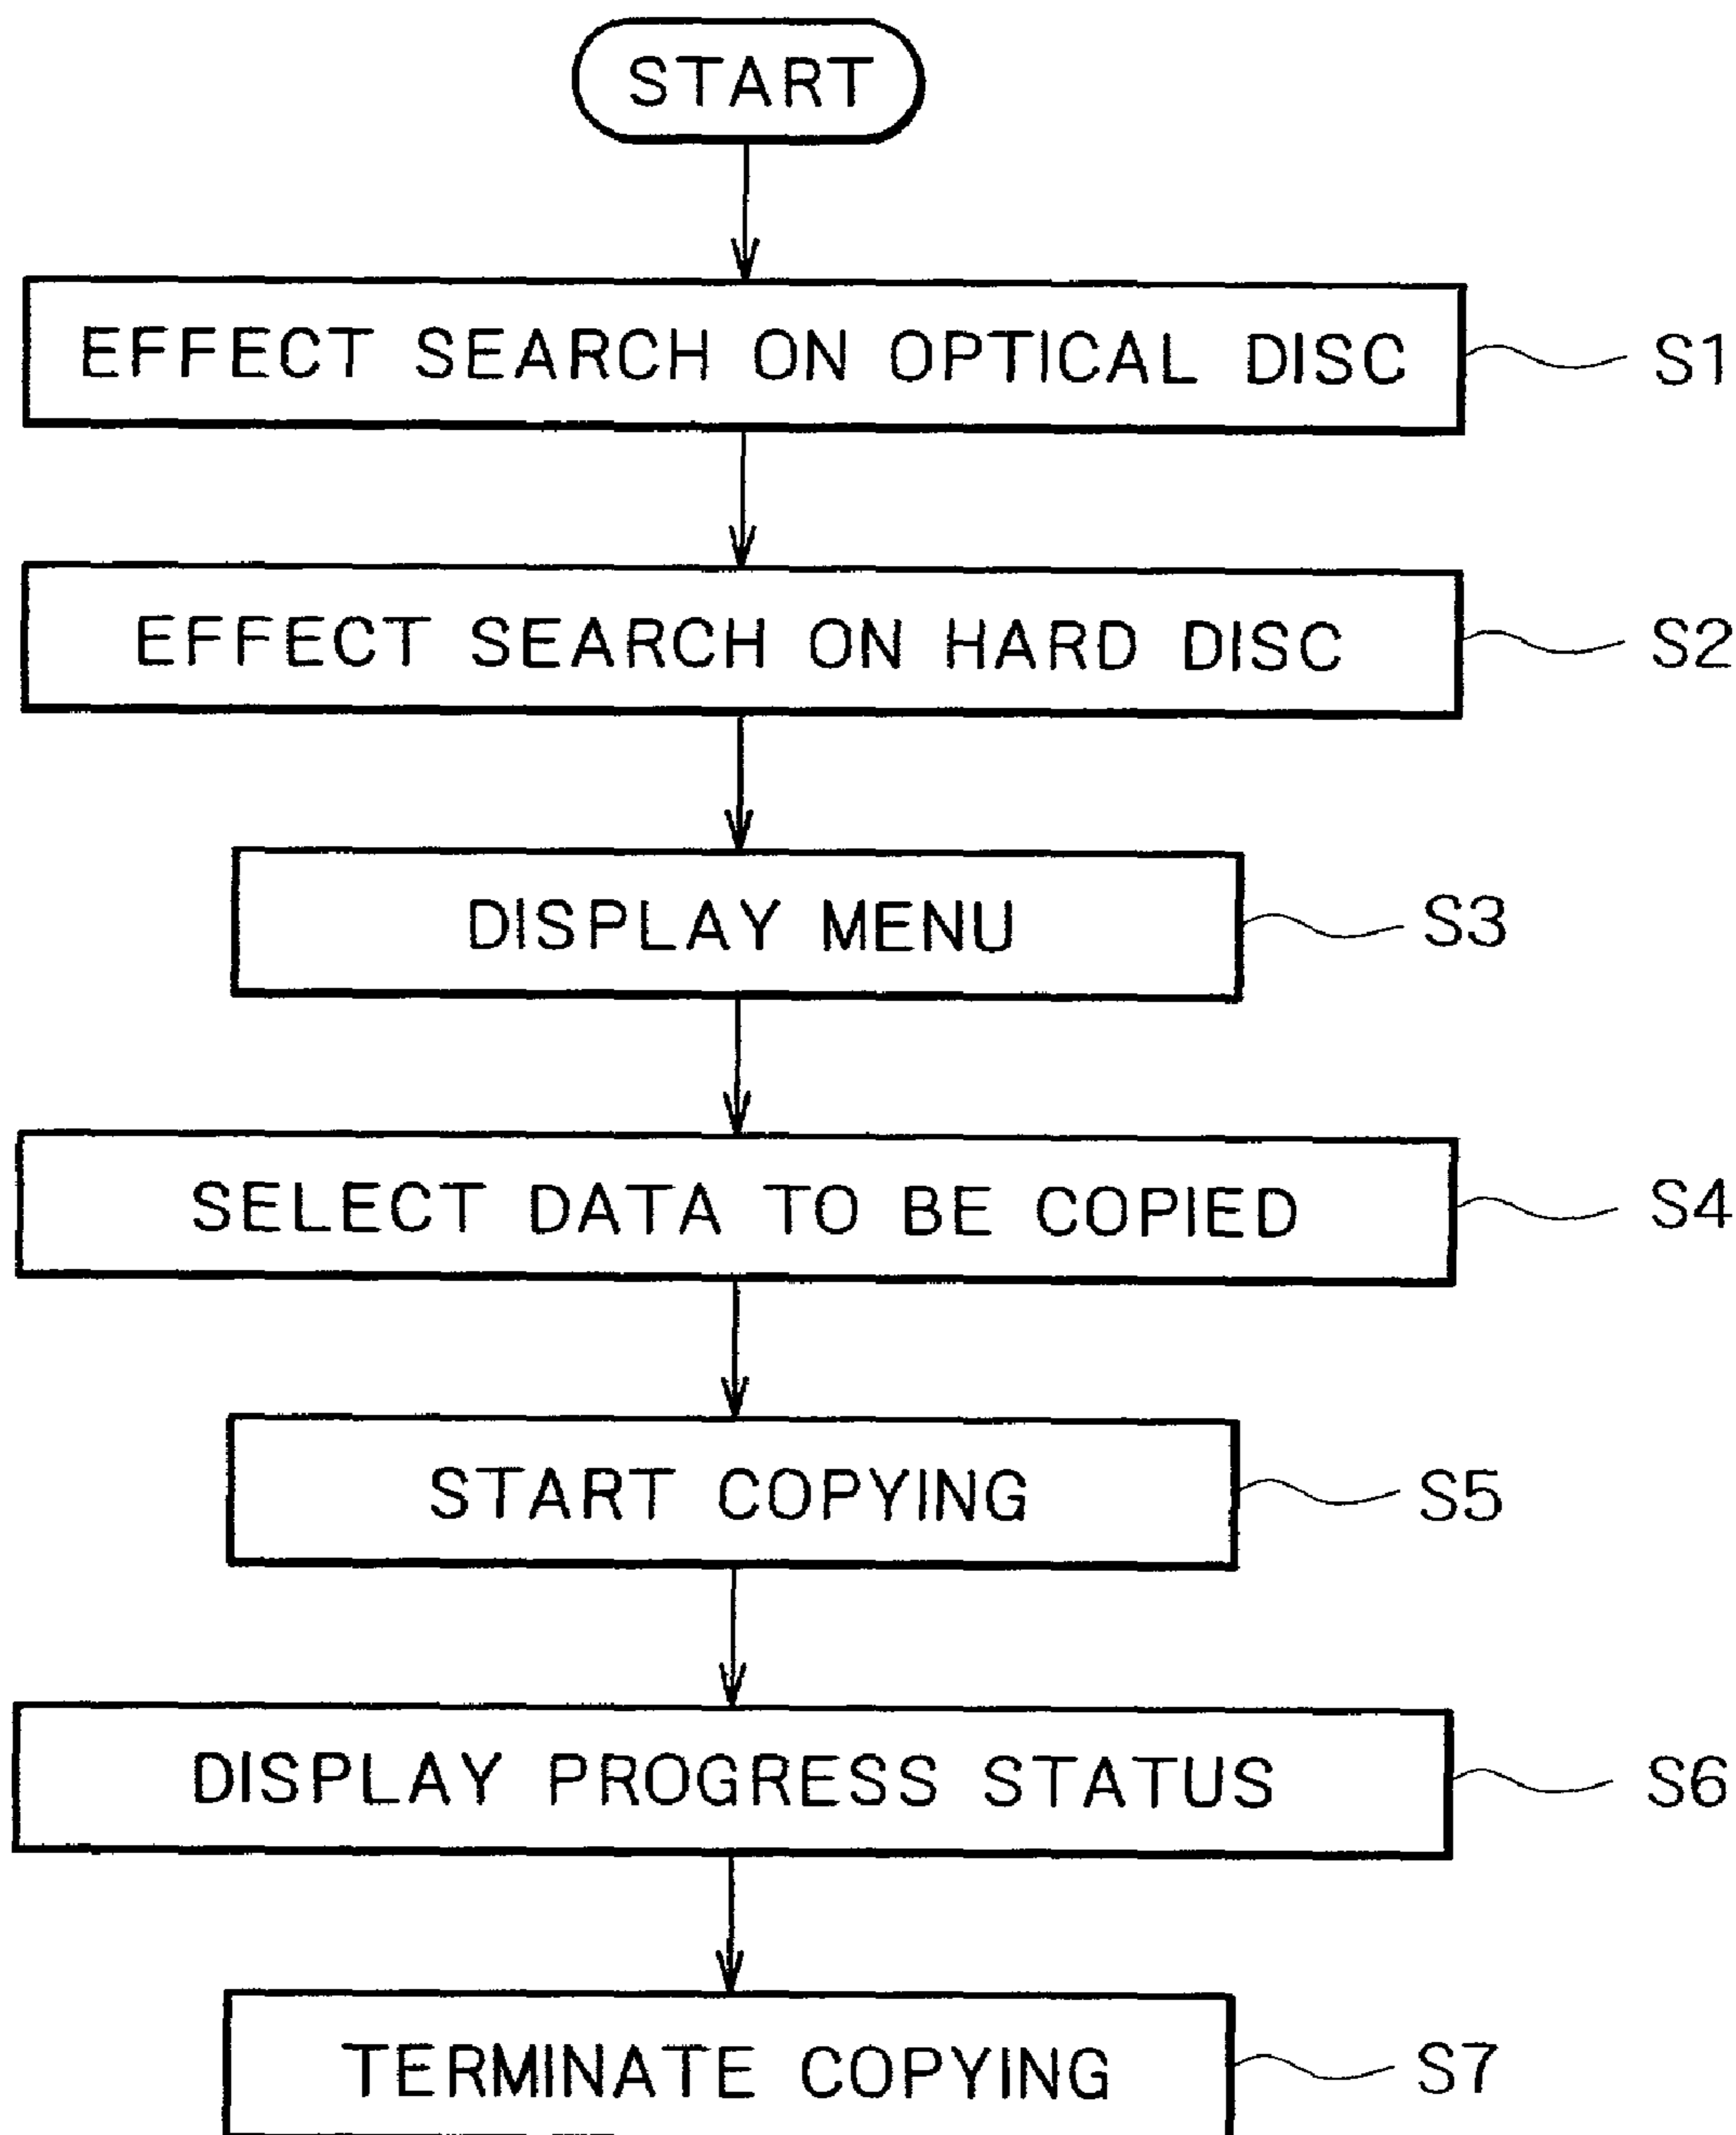 START
EFFECT SEARCH ON OPTICAL DISC S1
EFFECT SEARCH ON HARD DISC S2
DISPLAY MENU S3
SELECT DATA TO BE COPIED S4
START COPYING S5
DISPLAY PROGRESS STATUS S6
TERMINATE COPYING S7